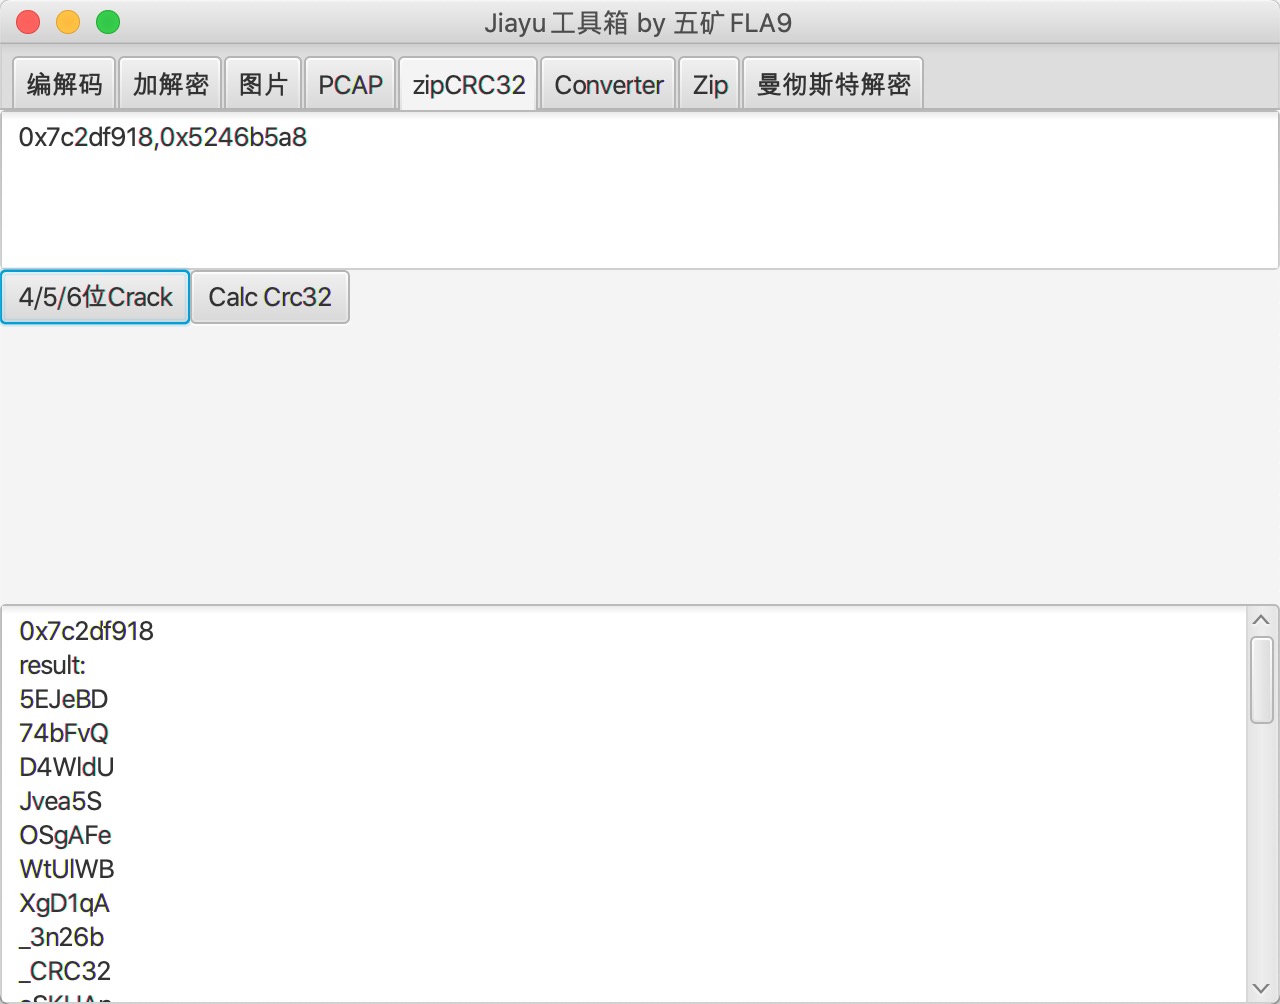 Jiayu工具箱 by 五矿 FLA9
编解码 加解密 图片 PCAP zipCRC32 Converter Zip 曼彻斯特解密
0x7c2df918,0x5246b5a8
4/5/6位Crack Calc Crc32
0x7c2df918
result:
5EJeBD
74bFvQ
D4WldU
Jvea5S
OSgAFe
WtUlWB
XgD1qA
_3n26b
_CRC32